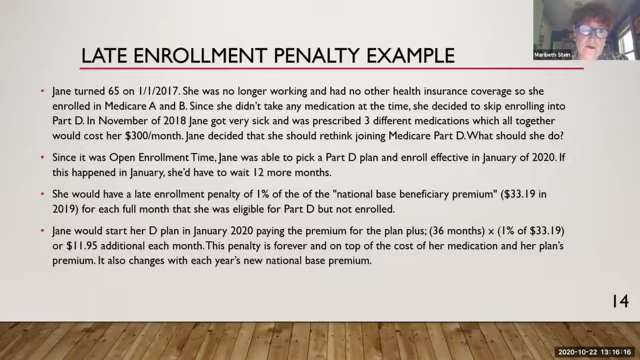 Maribeth Stein
LATE ENROLLMENT PENALTY EXAMPLE
• Jane turned 65 on 1/1/2017. She was no longer working and had no other health insurance coverage so she
enrolled in Medicare A and B. Since she didn't take any medication at the time, she decided to skip enrolling into
Part D. In November of 2018 Jane got very sick and was prescribed 3 different medications which all together
would cost her $300/month. Jane decided that she should rethink joining Medicare Part D. What should she do?
• Since it was Open Enrollment Time, Jane was able to pick a Part D plan and enroll effective in January of 2020. If
this happened in January, she'd have to wait 12 more months.
• She would have a late enrollment penalty of 1% of the of the "national base beneficiary premium" ($33.19 in
2019) for each full month that she was eligible for Part D but not enrolled.
• Jane would start her D plan in January 2020 paying the premium for the plan plus; (36 months) x (1% of $33.19)
or $11.95 additional each month. This penalty is forever and on top of the cost of her medication and her plan's
premium. It also changes with each year's new national base premium.
14
2020-10-22 13:16:16